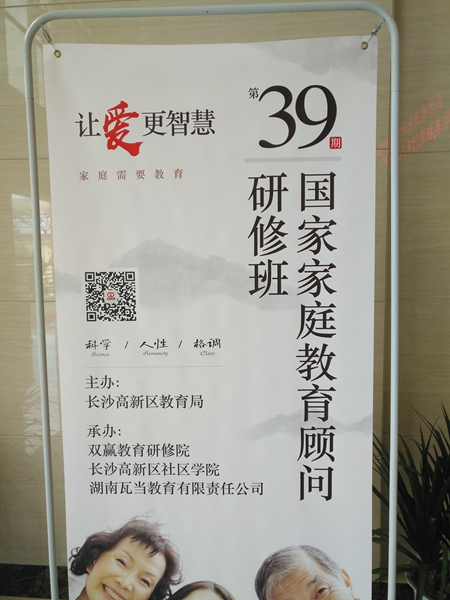 让爱更智慧
家庭需要教育
第39期
国家家庭教育顾问
研修班
科学 / 人性 / 格调
Science Humanity Class
主办：
长沙高新区教育局
承办：
双赢教育研修院
长沙高新区社区学院
湖南瓦当教育有限责任公司